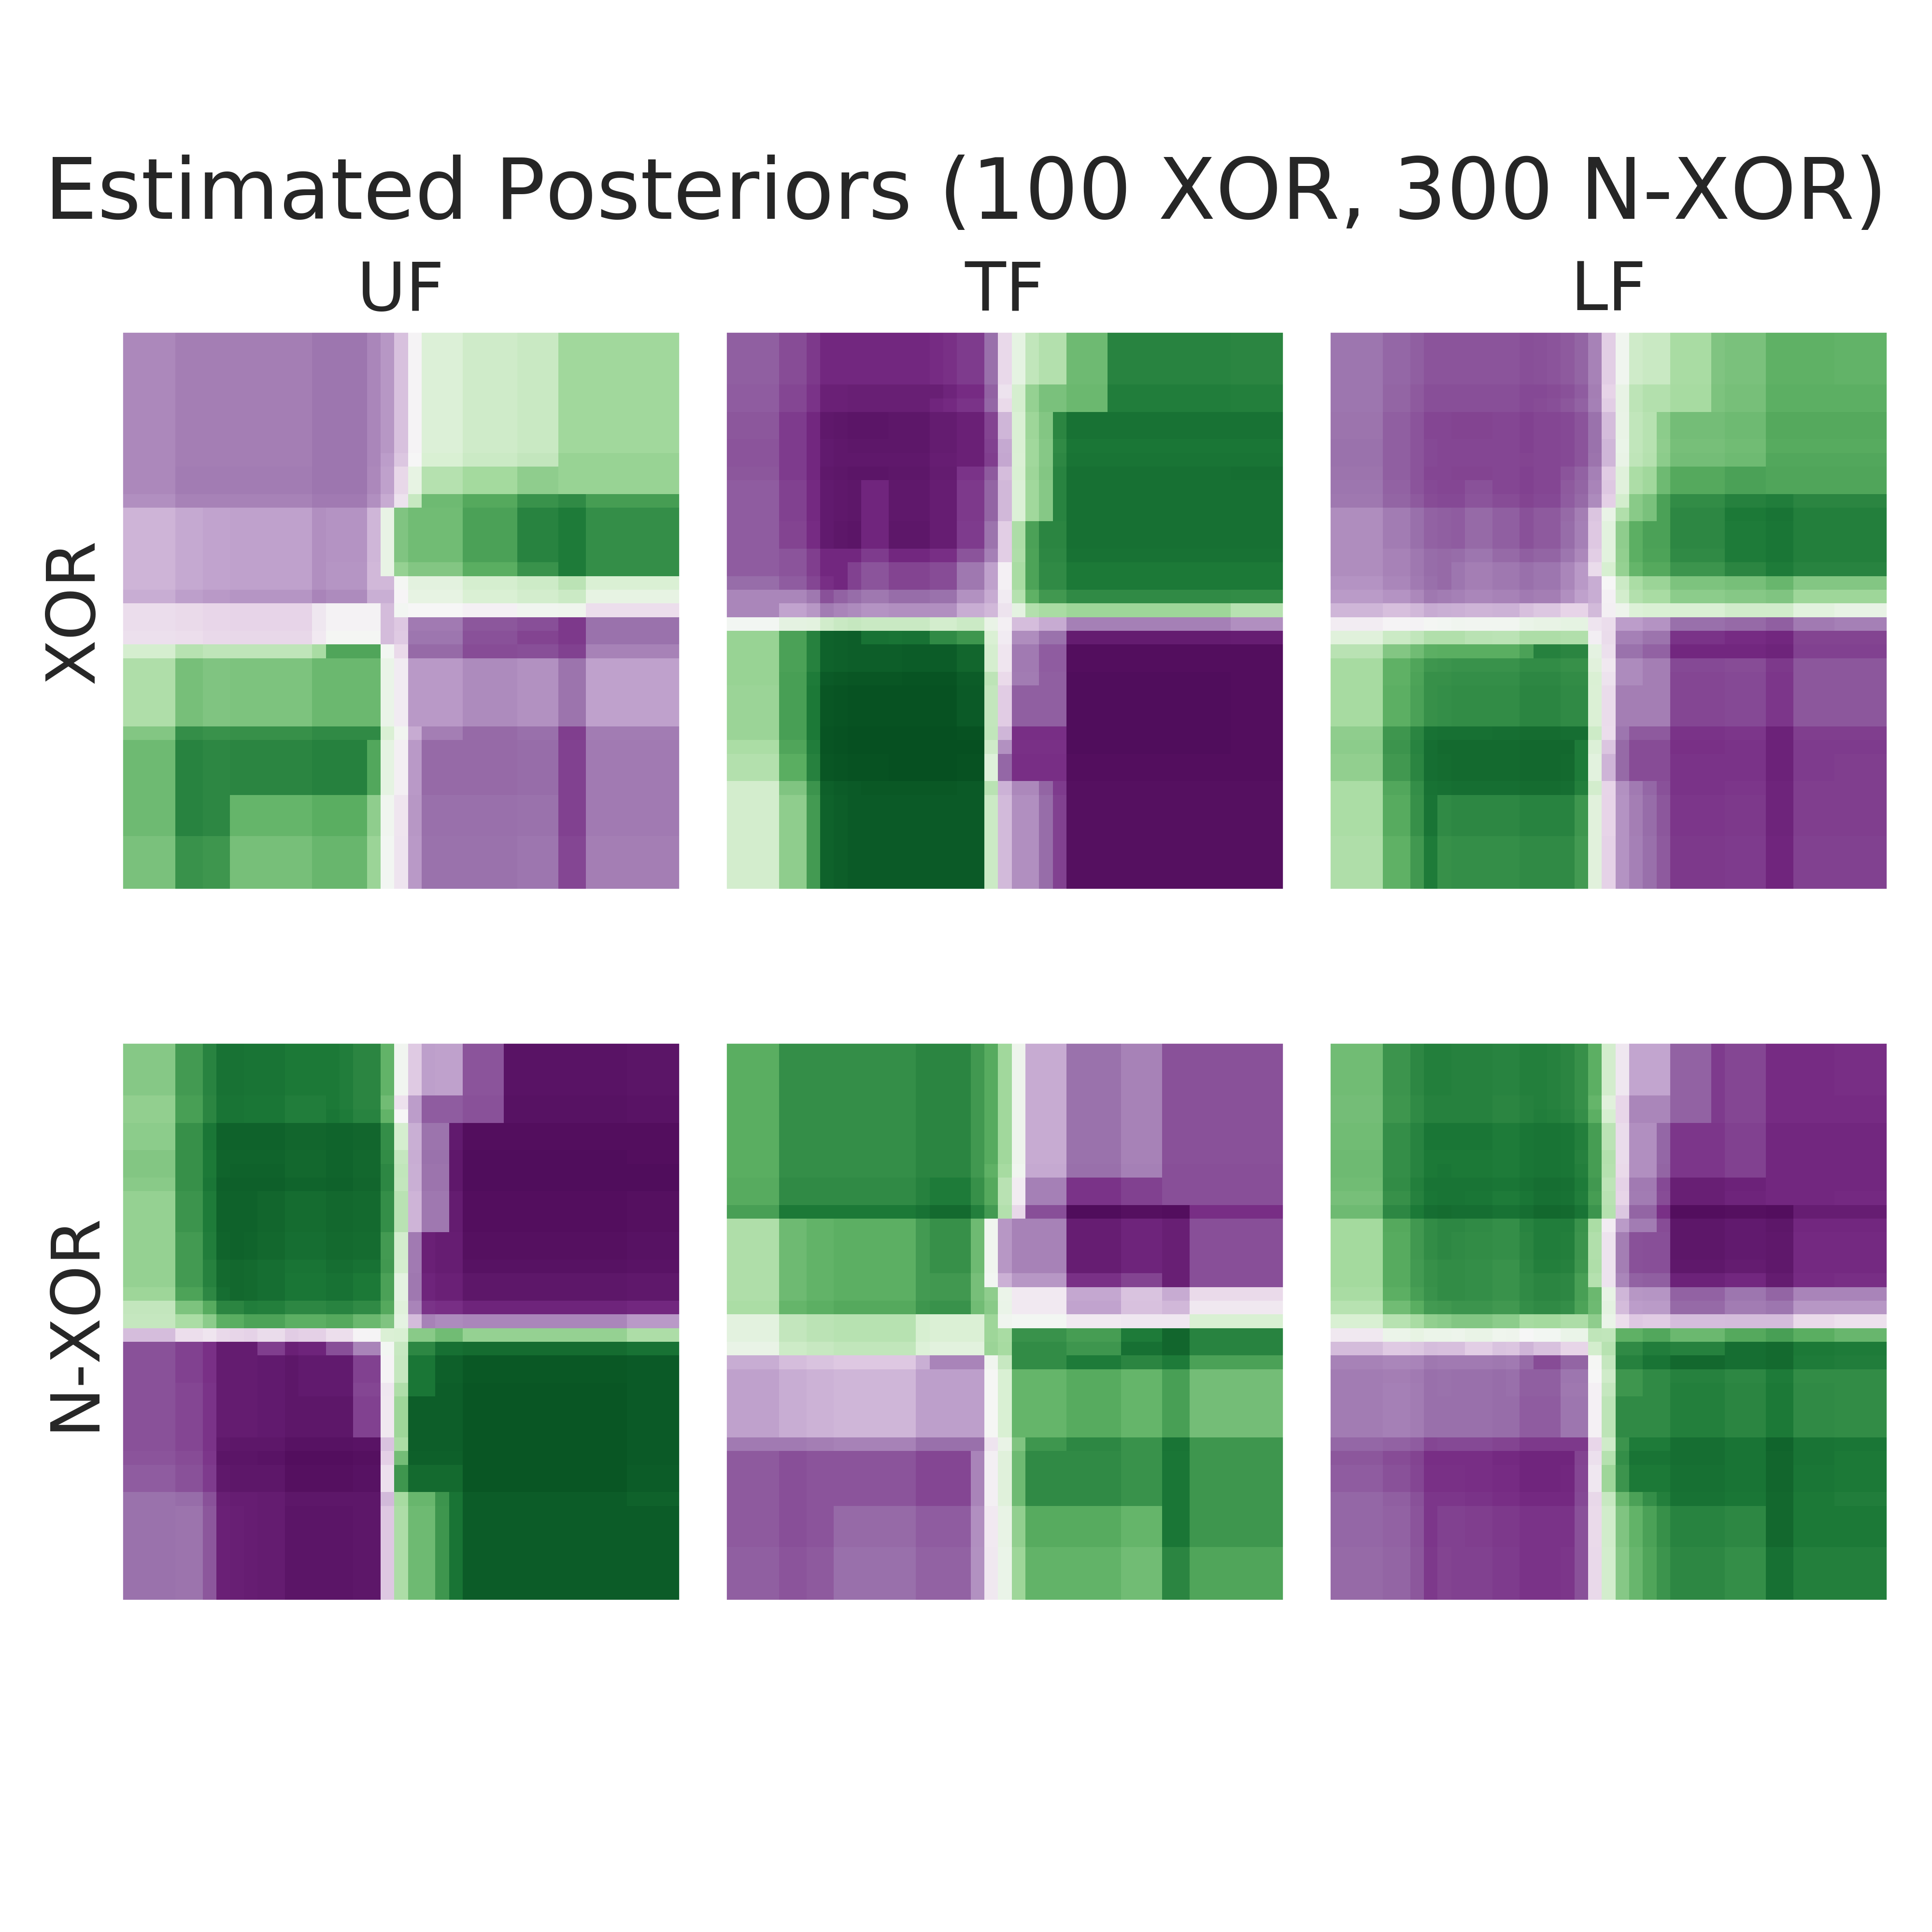 Estimated Posteriors (100 XOR, 300 N-XOR)
UF TF LF
XOR
N-XOR